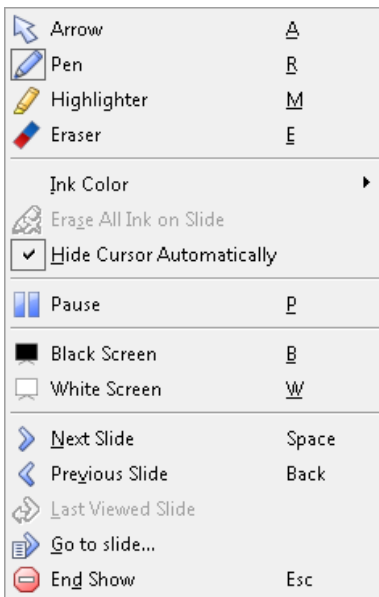 Arrow A
Pen R
Highlighter M
Eraser E
Ink Color
Erase All Ink on Slide
Hide Cursor Automatically
Pause P
Black Screen B
White Screen W
Next Slide Space
Previous Slide Back
Last Viewed Slide
Go to slide...
End Show Esc